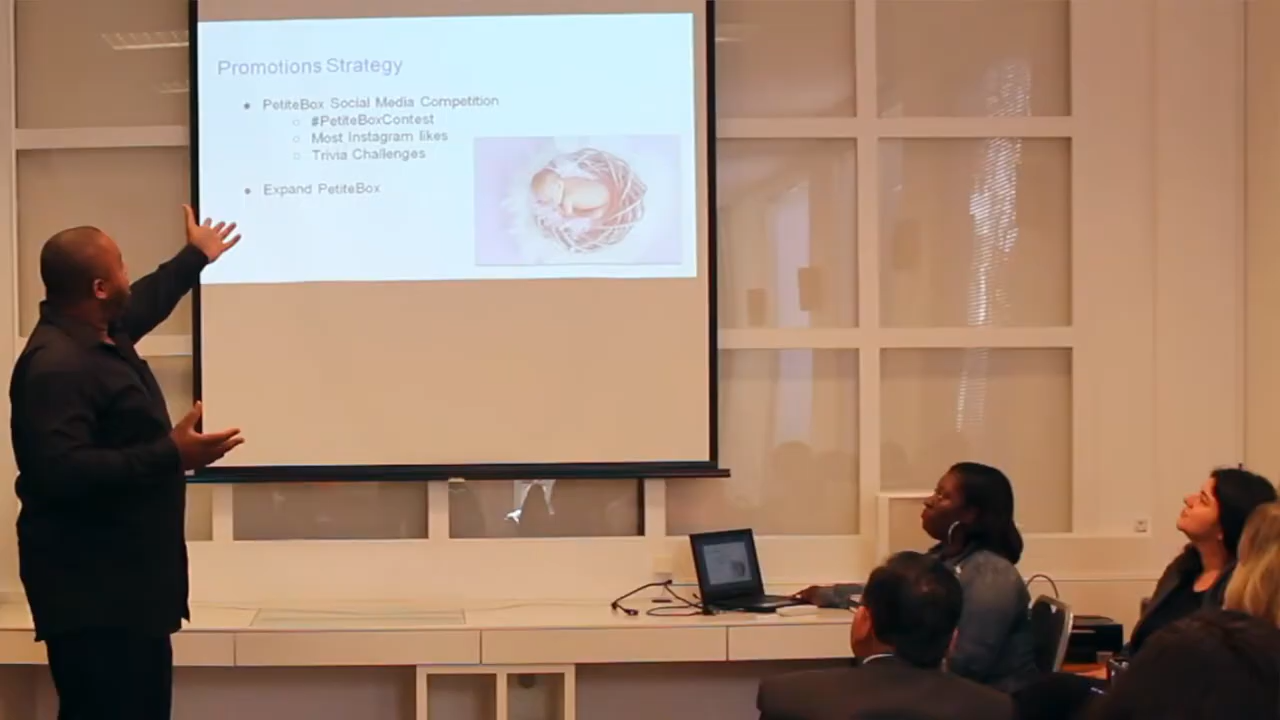 Promotions Strategy
PetiteBox Social Media Competition
#PetiteBoxContest
Most Instagram likes
Trivia Challenges
Expand PetiteBox